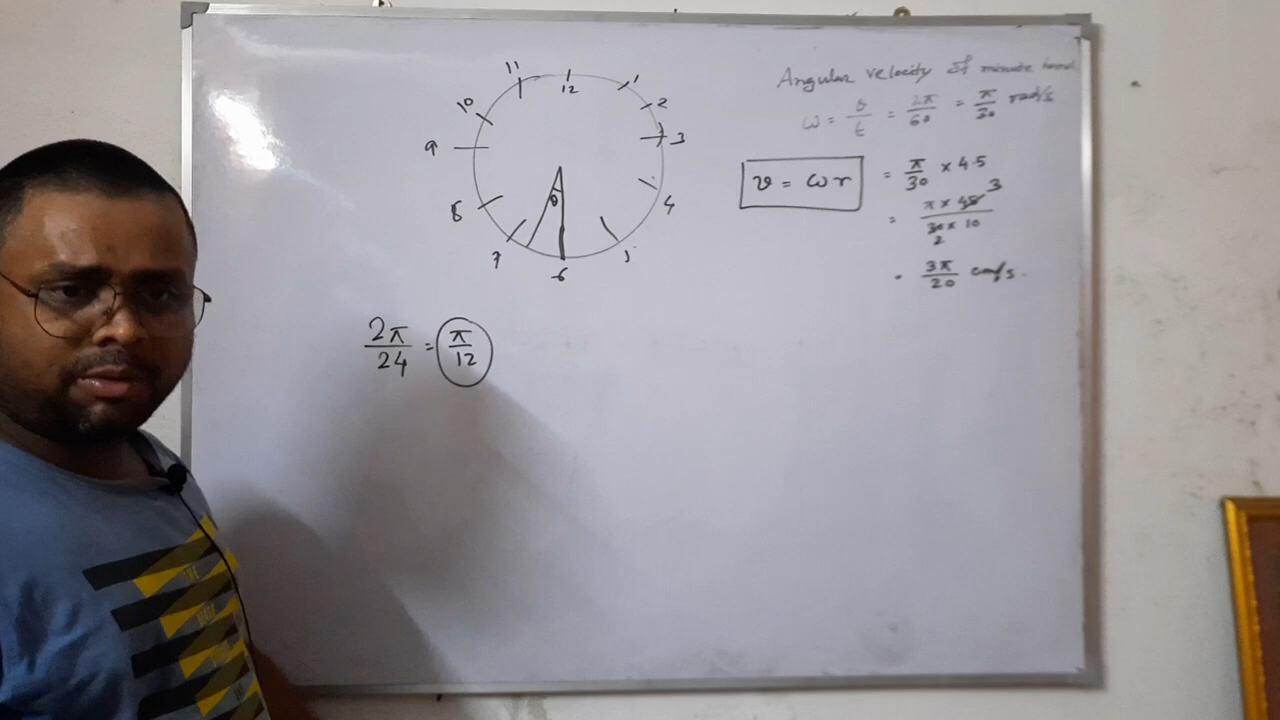 11
12
1
10
2
9
3
8
4
7
5
6
θ
2π/24 = π/12
Angular velocity of minute hand
ω = θ/t = 2π/60 = π/30 rad/s
v = ωr
= π/30 × 4.5
= π × 45 3 / 30 × 10 2
= 3π/20 cm/s.
THE